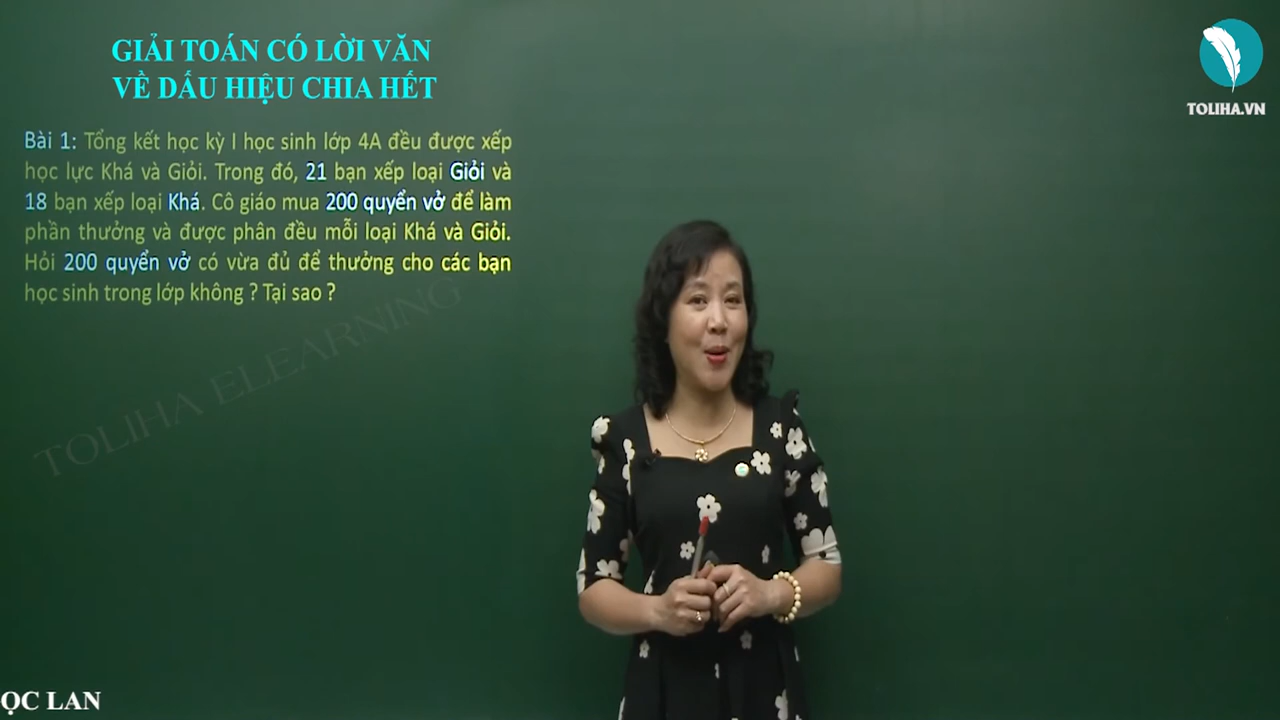 GIẢI TOÁN CÓ LỜI VĂN
VỀ DẤU HIỆU CHIA HẾT
TOLIHA.VN
Bài 1: Tổng kết học kỳ I học sinh lớp 4A đều được xếp
học lực Khá và Giỏi. Trong đó, 21 bạn xếp loại Giỏi và
18 bạn xếp loại Khá. Cô giáo mua 200 quyển vở để làm
phần thưởng và được phân đều mỗi loại Khá và Giỏi.
Hỏi 200 quyển vở có vừa đủ để thưởng cho các bạn
học sinh trong lớp không ? Tại sao ?
TOLIHA ELEARNING
ỌC LAN